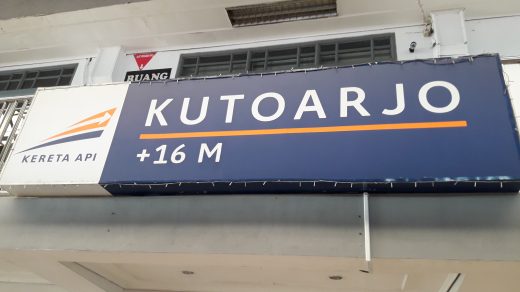 RUANG
KUTOARJO
+16 M
KERETA API